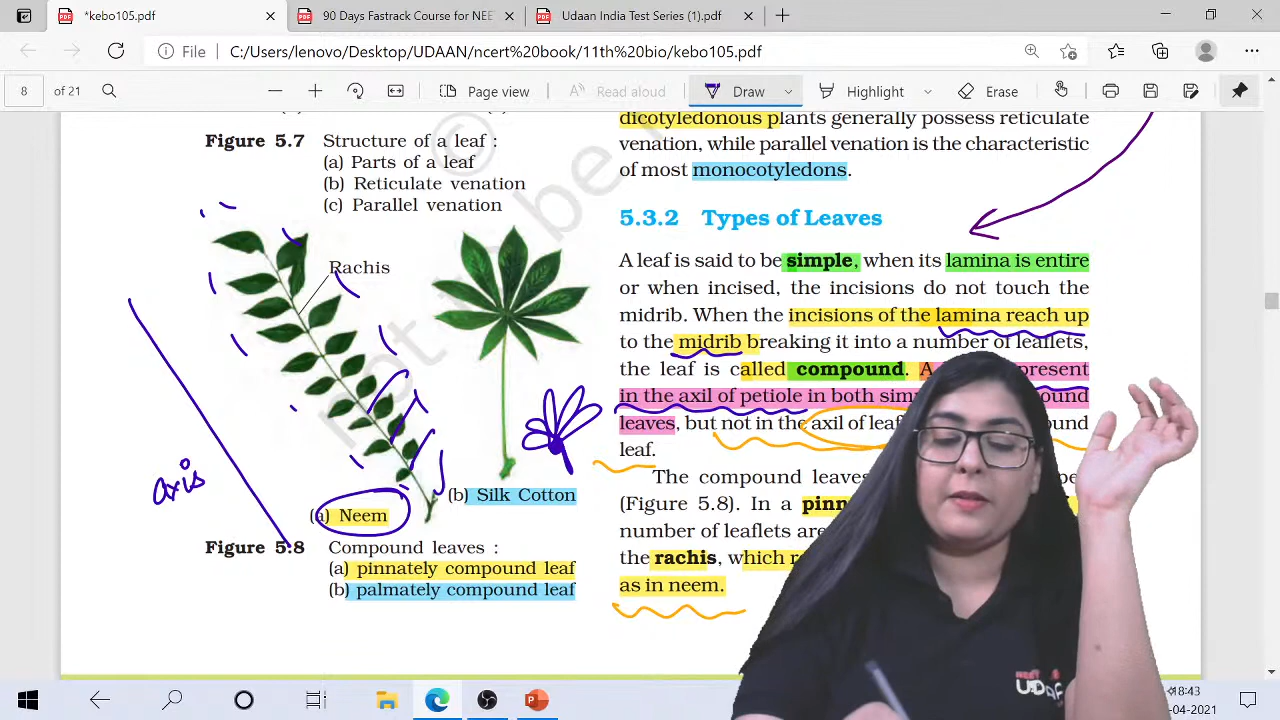 *kebo105.pdf
90 Days Fastrack Course for NEE
Udaan India Test Series (1).pdf
File
C:/Users/lenovo/Desktop/UDAAN/ncert%20book/11th%20bio/kebo105.pdf
8 of 21
Page view
Read aloud
Draw
Highlight
Erase
dicotyledonous plants generally possess reticulate
venation, while parallel venation is the characteristic
of most monocotyledons.
Figure 5.7 Structure of a leaf :
(a) Parts of a leaf
(b) Reticulate venation
(c) Parallel venation
© be
Rachis
axis
(a) Neem
(b) Silk Cotton
Figure 5.8 Compound leaves :
(a) pinnately compound leaf
(b) palmately compound leaf
5.3.2 Types of Leaves
A leaf is said to be simple, when its lamina is entire
or when incised, the incisions do not touch the
midrib. When the incisions of the lamina reach up
to the midrib breaking it into a number of leaflets,
the leaf is called compound. A present
in the axil of petiole in both
leaves, but not in the axil of
leaf.
The compound leaves
(Figure 5.8). In a
number of leaflets are
the rachis, which
as in neem.
UDAA
18:43
-04-2021